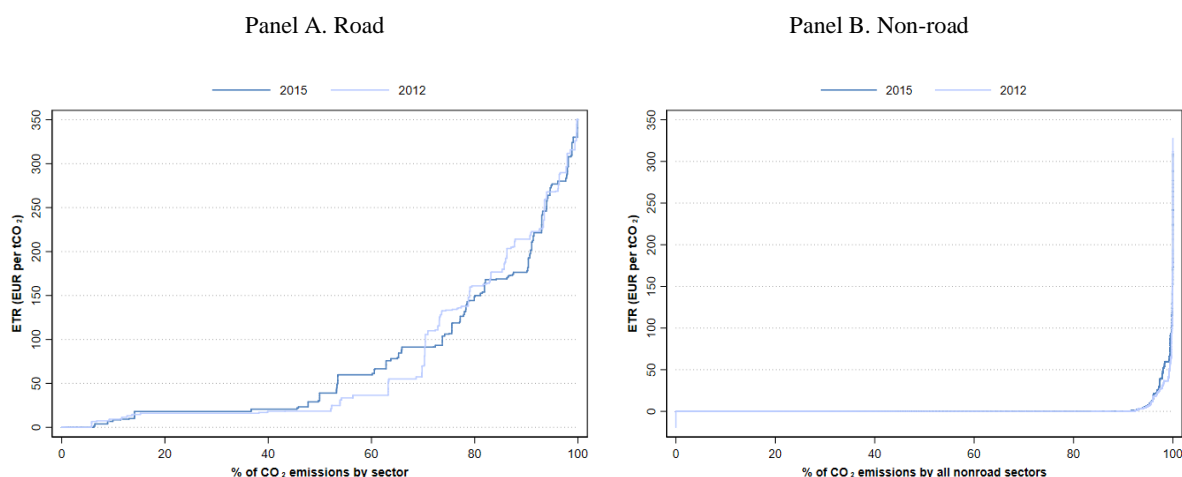 Panel A. Road
2015 2012
ETR (EUR per tCO₂)
350
300
250
200
150
100
50
0
0 20 40 60 80 100
% of CO₂ emissions by sector
Panel B. Non-road
2015 2012
ETR (EUR per tCO₂)
350
300
250
200
150
100
50
0
0 20 40 60 80 100
% of CO₂ emissions by all nonroad sectors